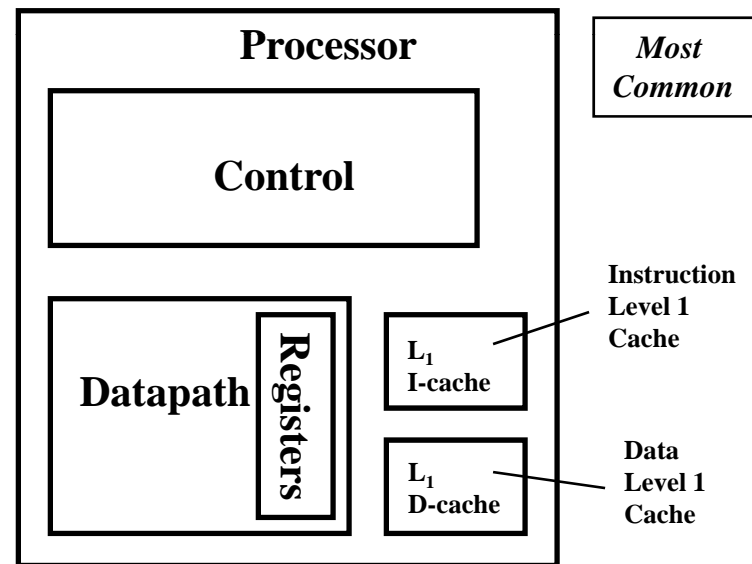 Processor
Most
Common
Control
Instruction
Level 1
Cache
L₁
I-cache
Datapath
Registers
L₁
D-cache
Data
Level 1
Cache